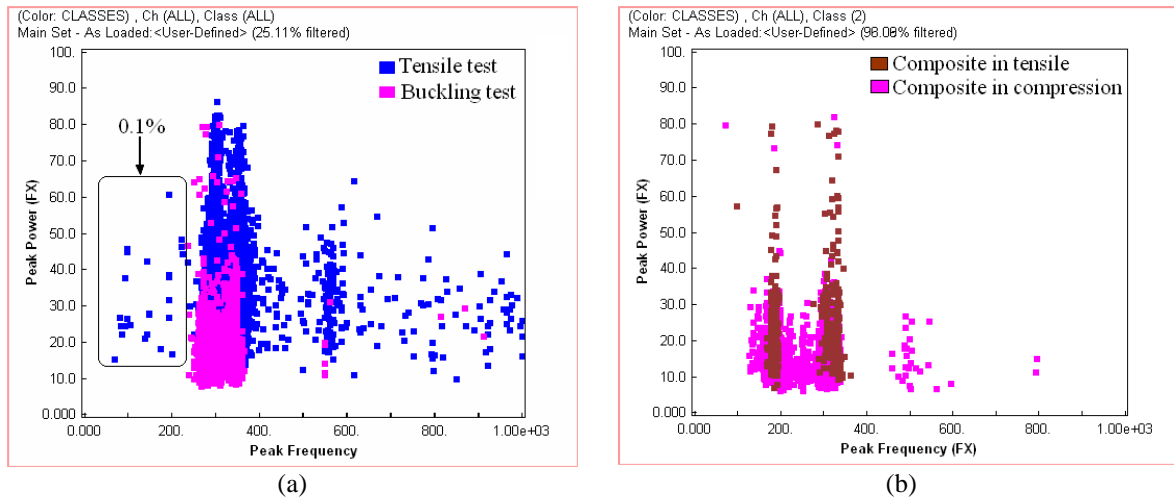 (Color: CLASSES) , Ch (ALL), Class (ALL)
Main Set - As Loaded:<User-Defined> (25.11% filtered)
100.
90.0
80.0
70.0
60.0
50.0
40.0
30.0
20.0
10.0
0.000
Peak Power (FX)
Tensile test
Buckling test
0.1%
0.000
200.
400.
600.
800.
1.00e+03
Peak Frequency
(a)
(Color: CLASSES) , Ch (ALL), Class (2)
Main Set - As Loaded:<User-Defined> (96.06% filtered)
100.
90.0
80.0
70.0
60.0
50.0
40.0
30.0
20.0
10.0
0.000
Peak Power (FX)
Composite in tensile
Composite in compression
0.000
200.
400.
600.
800.
1.00e+03
Peak Frequency (FX)
(b)